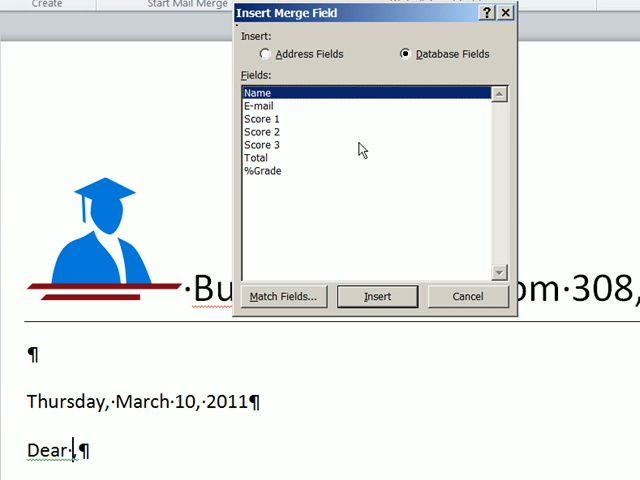 Create
Start Mail Merge
Insert Merge Field
Insert:
Address Fields
Database Fields
Fields:
Name
E-mail
Score 1
Score 2
Score 3
Total
%Grade
Match Fields...
Insert
Cancel
·Bu om·308,
¶
Thursday,·March·10,·2011¶
Dear·,¶